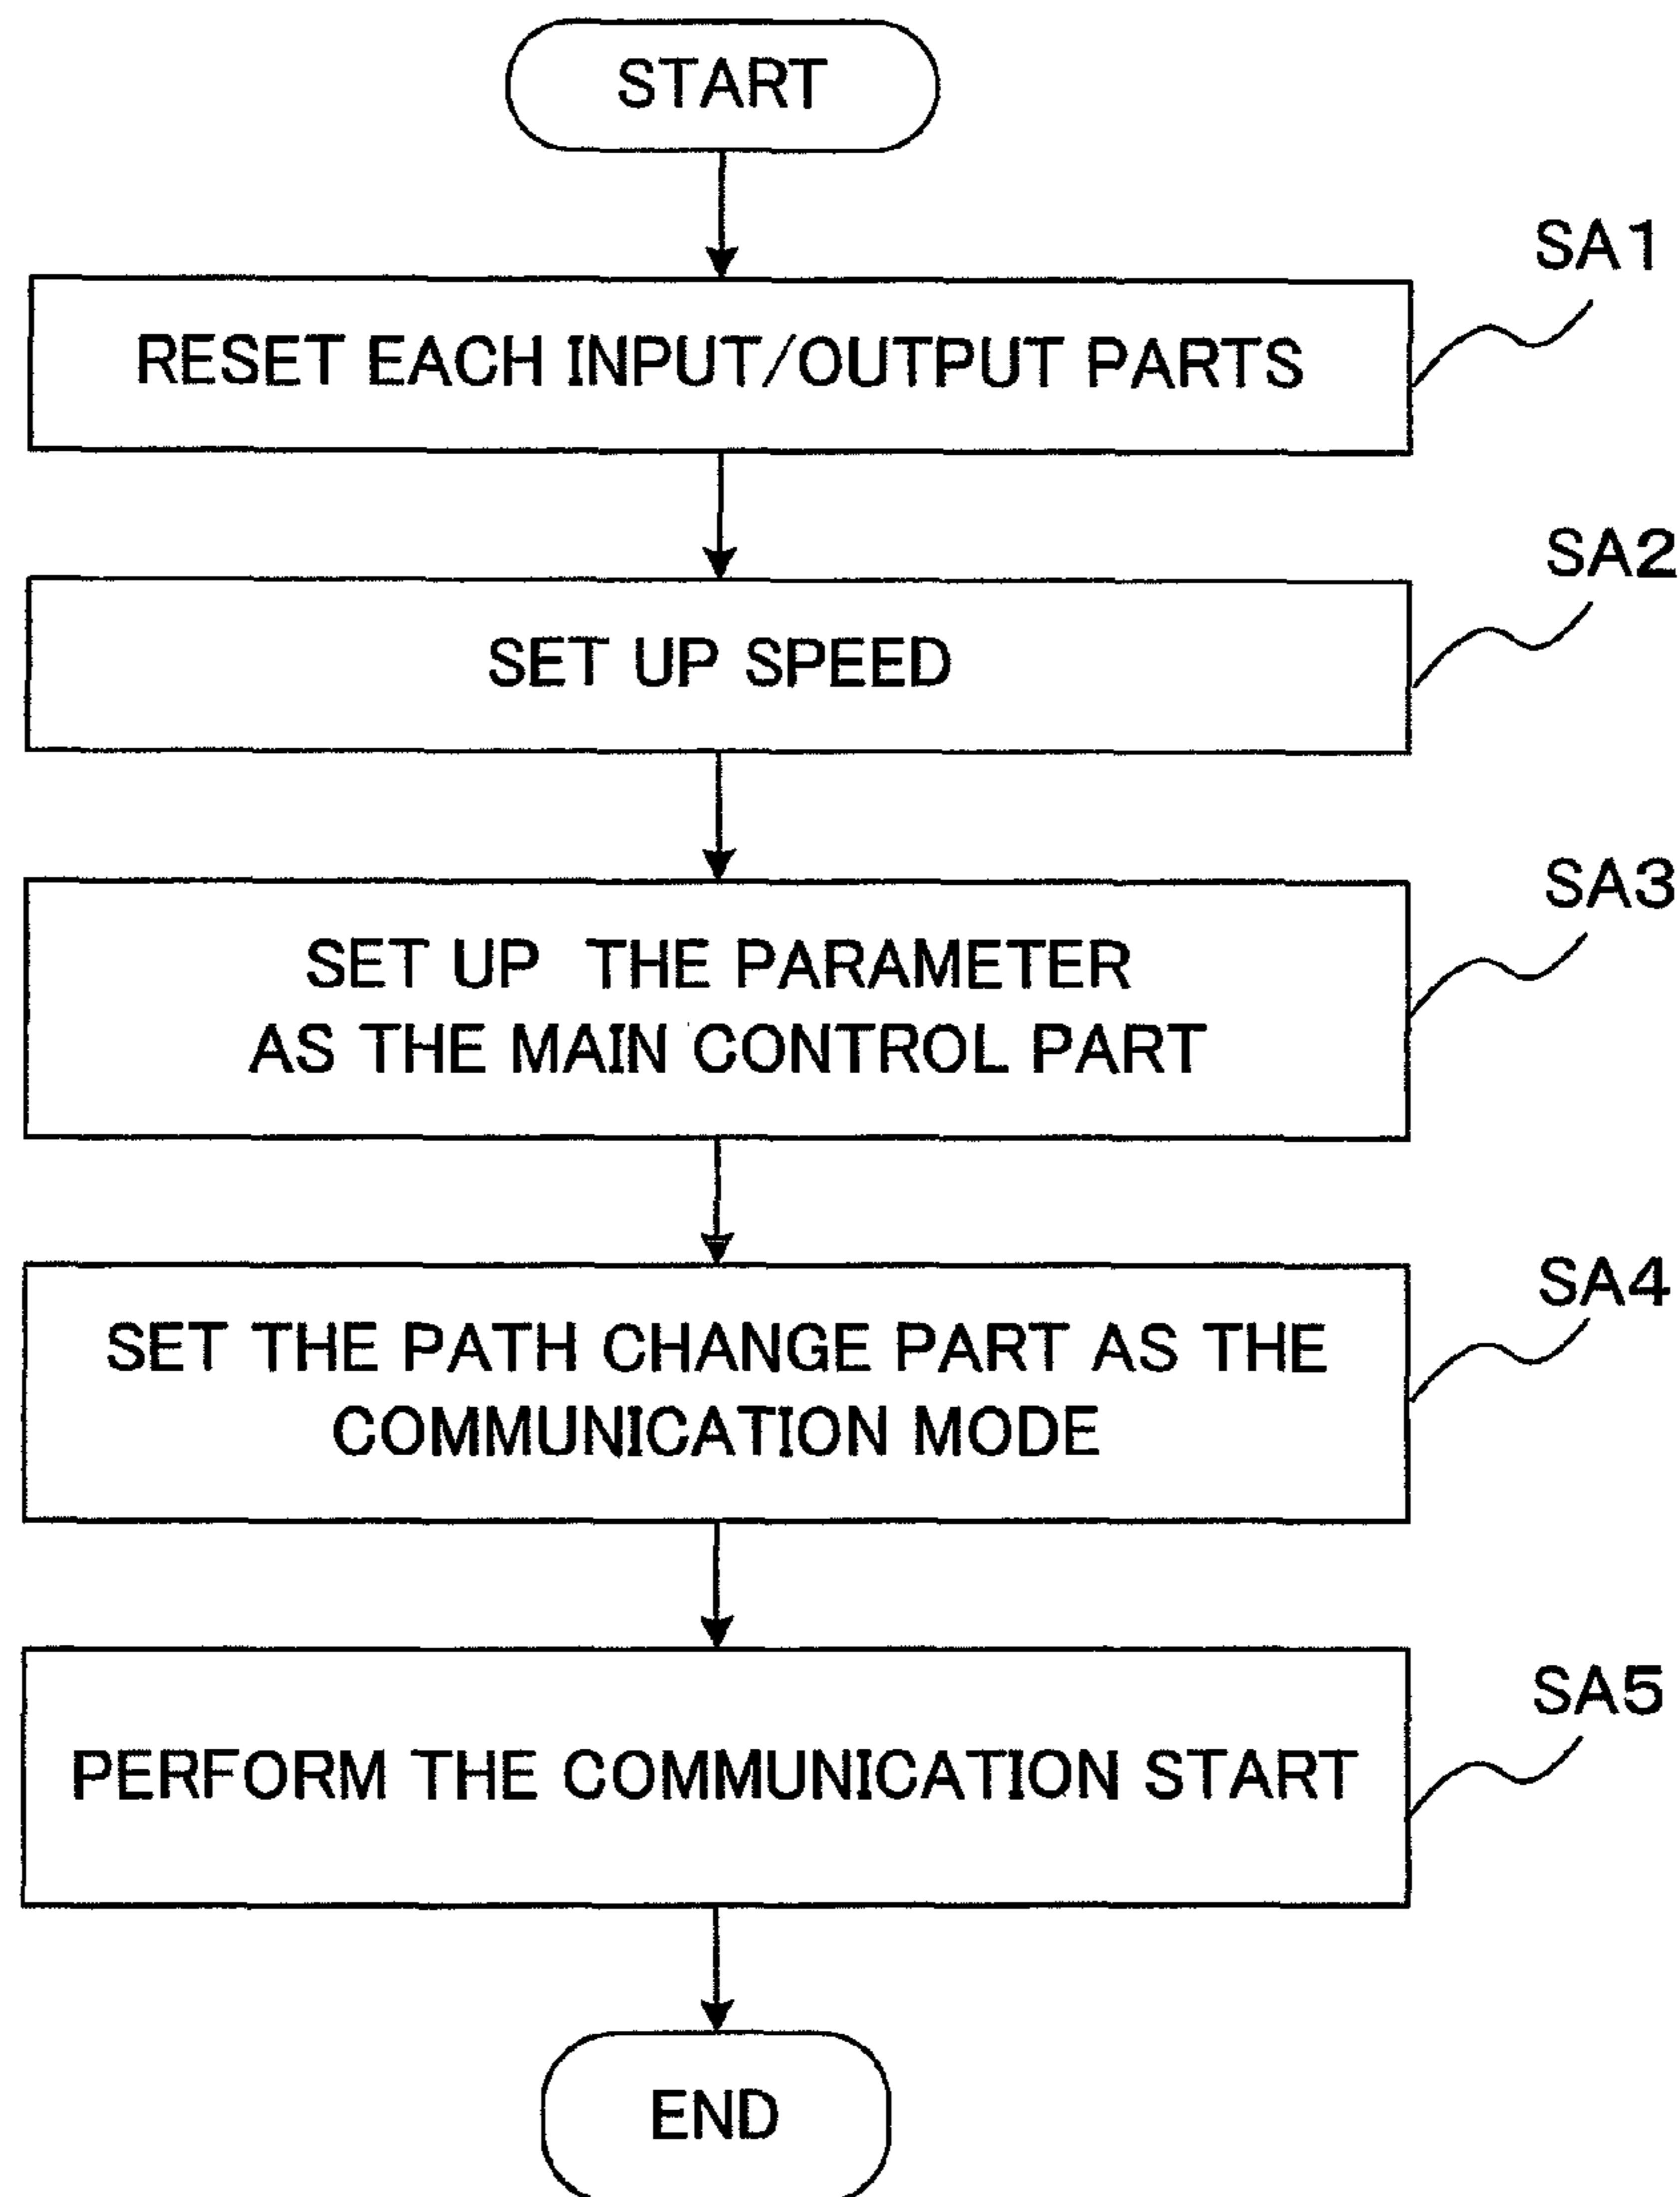 START
SA1
RESET EACH INPUT/OUTPUT PARTS
SA2
SET UP SPEED
SA3
SET UP THE PARAMETER
AS THE MAIN CONTROL PART
SA4
SET THE PATH CHANGE PART AS THE
COMMUNICATION MODE
SA5
PERFORM THE COMMUNICATION START
END